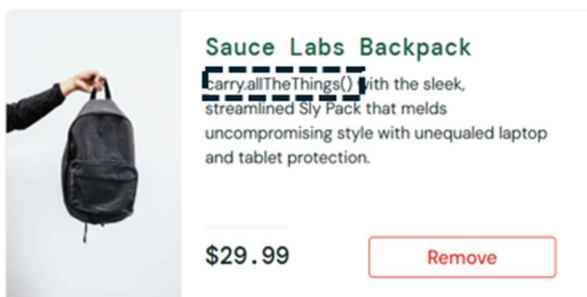 Sauce Labs Backpack
carry.allTheThings() with the sleek,
streamlined Sly Pack that melds
uncompromising style with unequaled laptop
and tablet protection.
$29.99
Remove